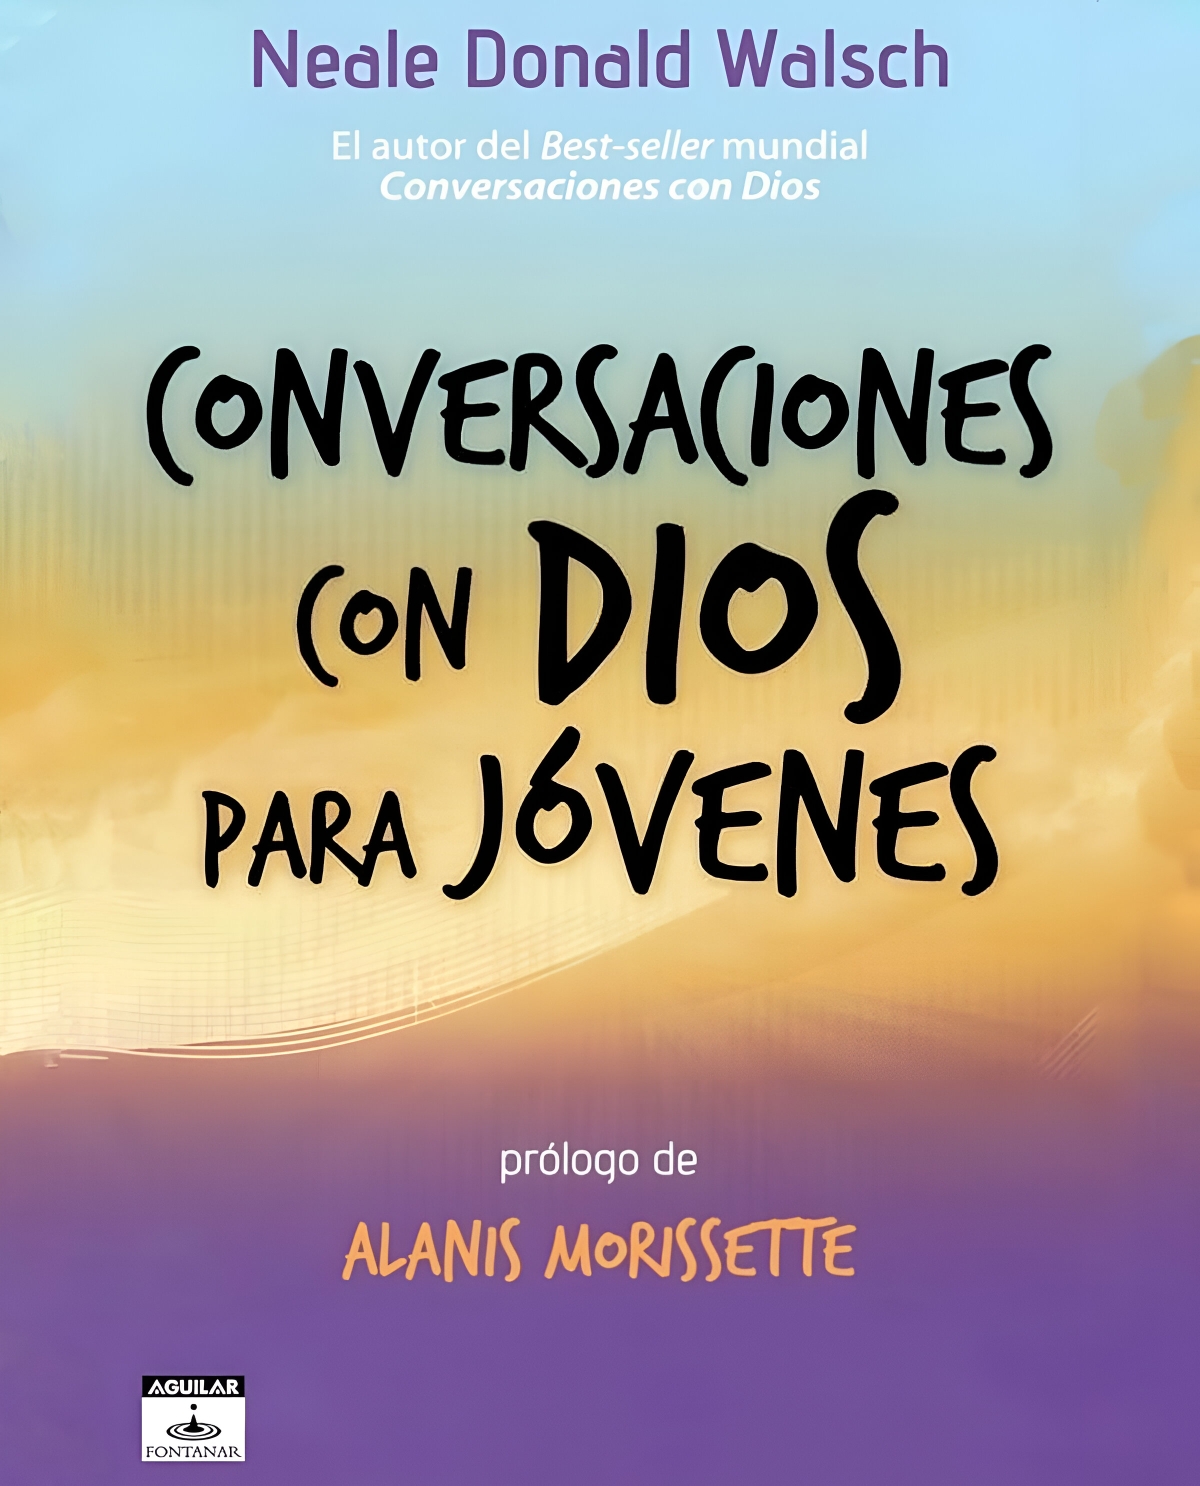 Neale Donald Walsch
El autor del Best-seller mundial
Conversaciones con Dios
CONVERSACIONES
CON DIOS
PARA JÓVENES
prólogo de
ALANIS MORISSETTE
AGUILAR
FONTANAR